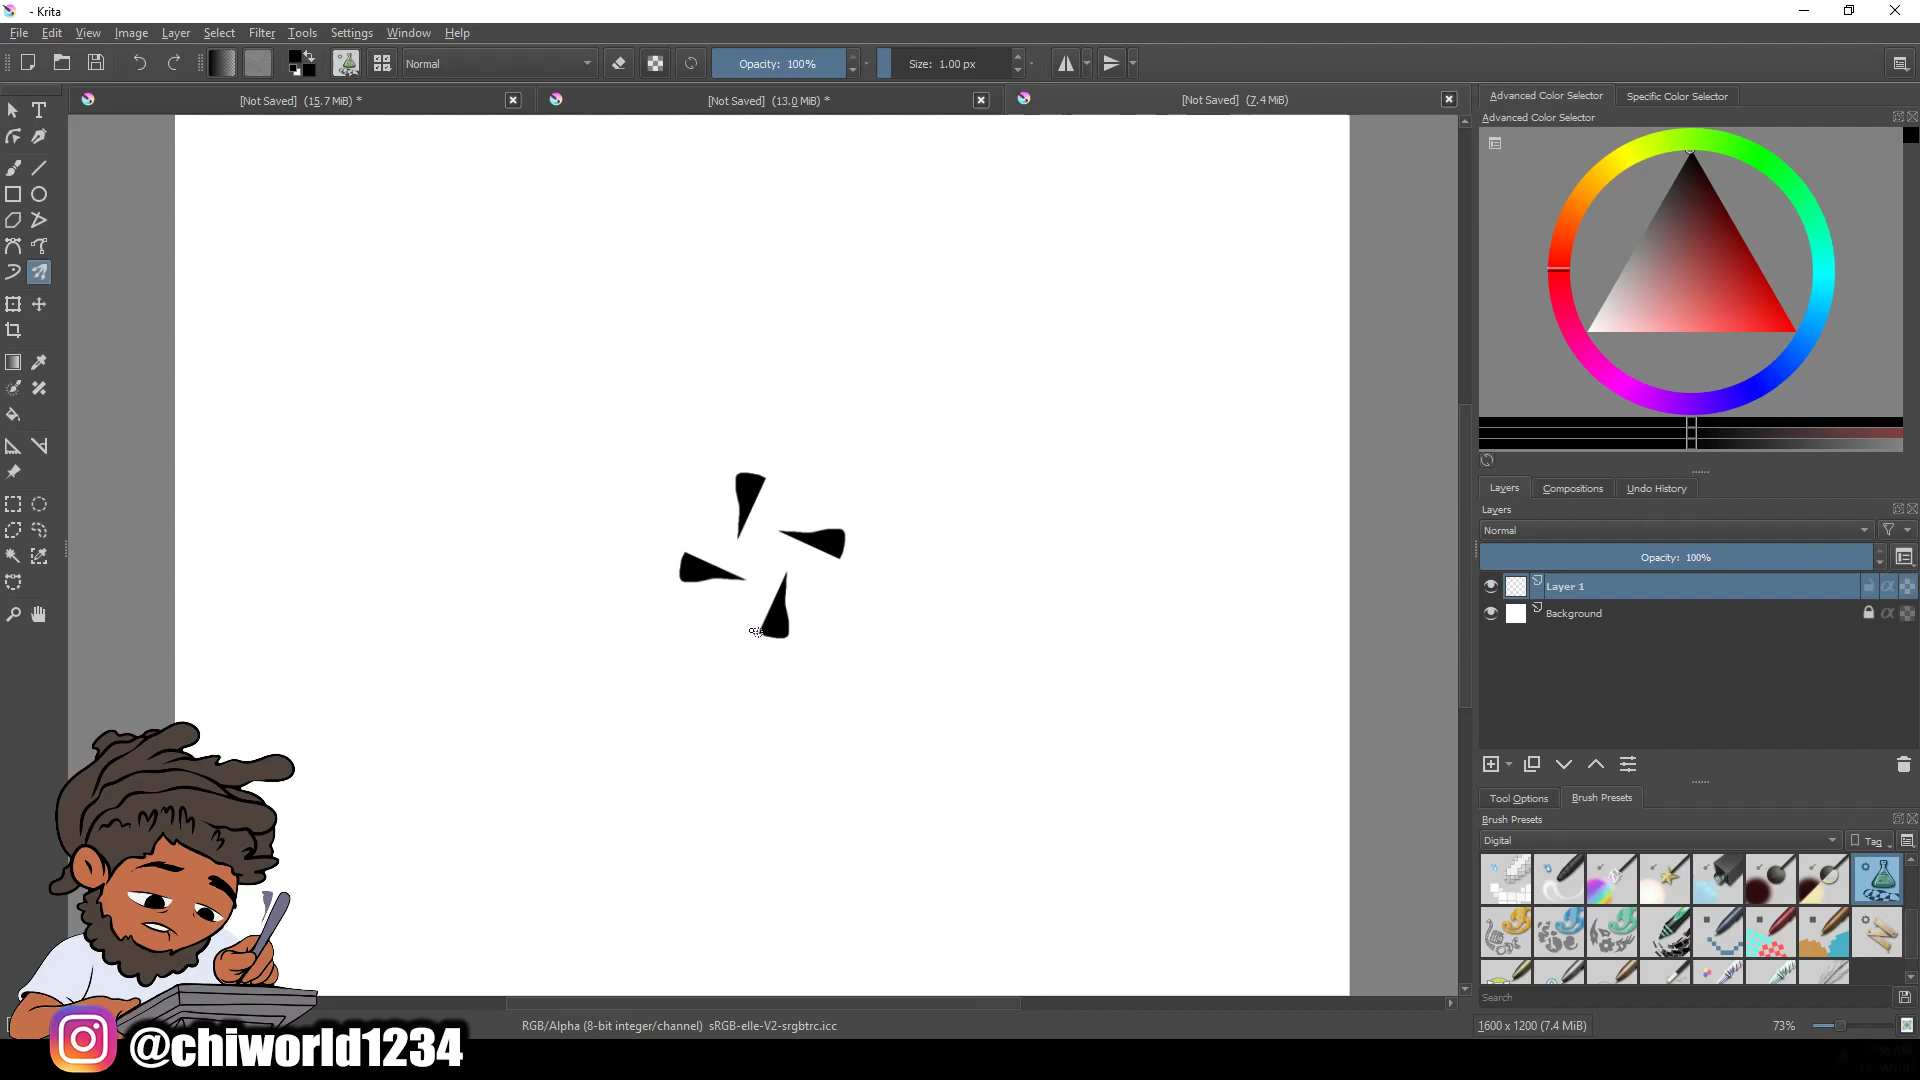 - Krita
File Edit View Image Layer Select Filter Tools Settings Window Help
Normal Opacity: 100% Size: 1.00 px
[Not Saved] (15.7 MiB) * [Not Saved] (13.0 MiB) * [Not Saved] (7.4 MiB)
Advanced Color Selector Specific Color Selector
Advanced Color Selector
Layers Compositions Undo History
Layers
Normal
Opacity: 100%
Layer 1
Background
Tool Options Brush Presets
Brush Presets
Digital Tag
Search
RGB/Alpha (8-bit integer/channel) sRGB-elle-V2-srgbtrc.icc 1600 x 1200 (7.4 MiB) 73%
@chiworld1234